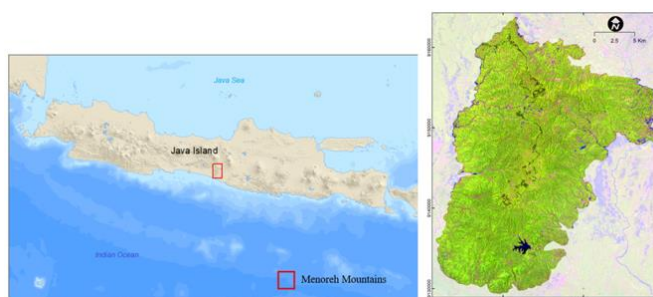 Java Sea
Java Island
Indian Ocean
Menoreh Mountains
N
0 2.5 5 Km